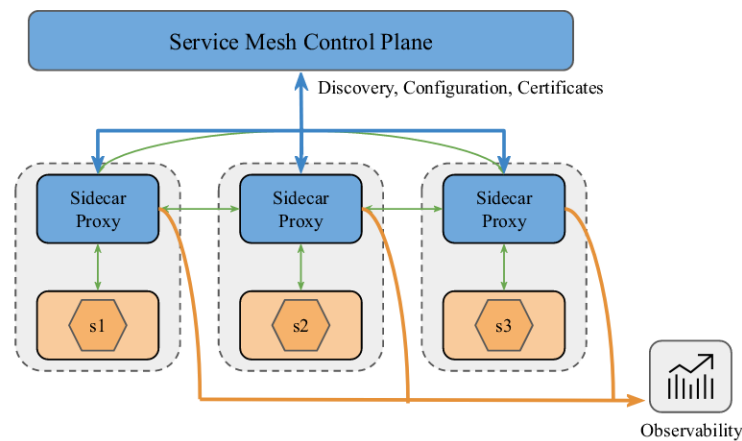 Service Mesh Control Plane
Discovery, Configuration, Certificates
Sidecar
Proxy
Sidecar
Proxy
Sidecar
Proxy
s1
s2
s3
Observability